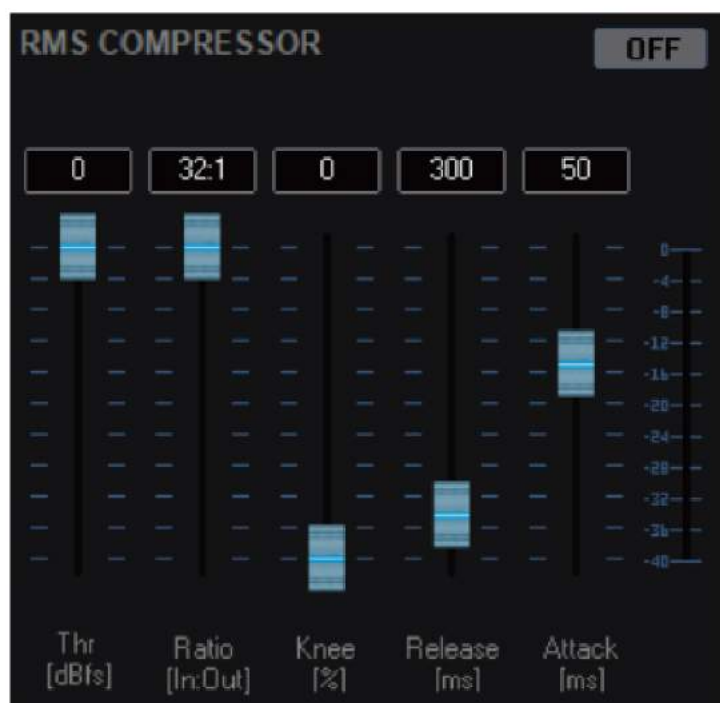 RMS COMPRESSOR
OFF
0 32:1 0 300 50
0
-4
-8
-12
-16
-20
-24
-28
-32
-36
-40
Thr Ratio Knee Release Attack
[dBfs] [In:Out] [%] [ms] [ms]